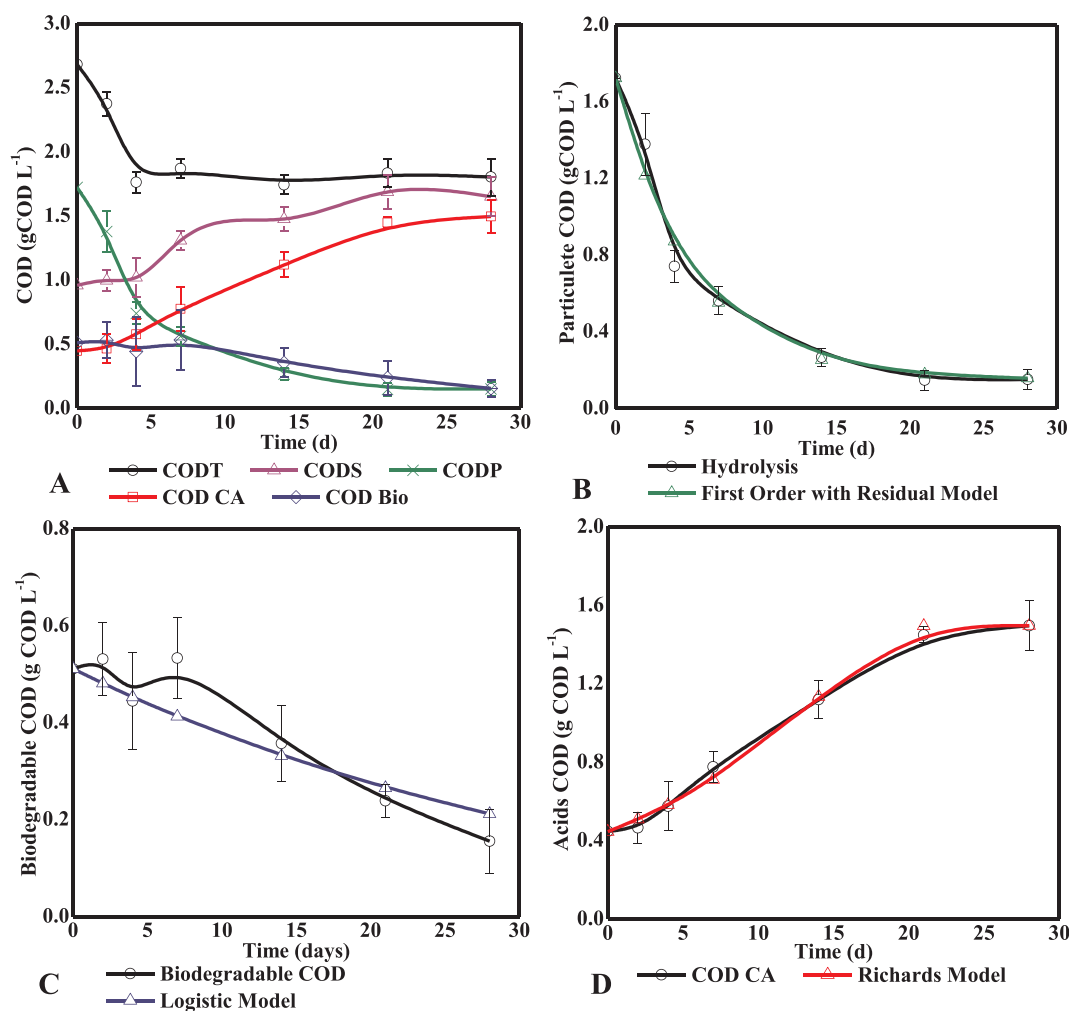 A
COD (gCOD L⁻¹)
3.0
2.5
2.0
1.5
1.0
0.5
0.0
0 5 10 15 20 25 30
Time (d)
CODT CODS CODP
COD CA COD Bio
B
Particulete COD (gCOD L⁻¹)
2.0
1.6
1.2
0.8
0.4
0.0
0 5 10 15 20 25 30
Time (d)
Hydrolysis
First Order with Residual Model
C
Biodegradable COD (g COD L⁻¹)
0.8
0.6
0.4
0.2
0.0
0 5 10 15 20 25 30
Time (days)
Biodegradable COD
Logistic Model
D
Acids COD (g COD L⁻¹)
2.0
1.6
1.2
0.8
0.4
0.0
0 5 10 15 20 25 30
Time (d)
COD CA Richards Model